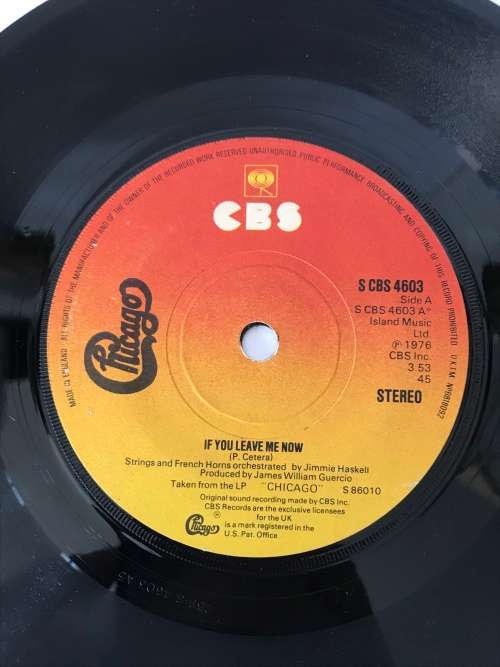 ALL RIGHTS OF THE MANUFACTURER AND OF THE OWNER OF THE RECORDED WORK RESERVED UNAUTHORISED PUBLIC PERFORMANCE BROADCASTING AND COPYING OF THIS RECORD PROHIBITED
MADE IN ENGLAND
CBS
S CBS 4603
Side A
S CBS 4603 A°
Island Music
Ltd.
℗ 1976
CBS Inc.
3.53
45
STEREO
Chicago
IF YOU LEAVE ME NOW
(P. Cetera)
Strings and French Horns orchestrated by Jimmie Haskell
Produced by James William Guercio
Taken from the LP "CHICAGO" S 86010
Original sound recording made by CBS Inc.
CBS Records are the exclusive licensees
for the UK
Chicago ® is a mark registered in the
U.S. Pat. Office